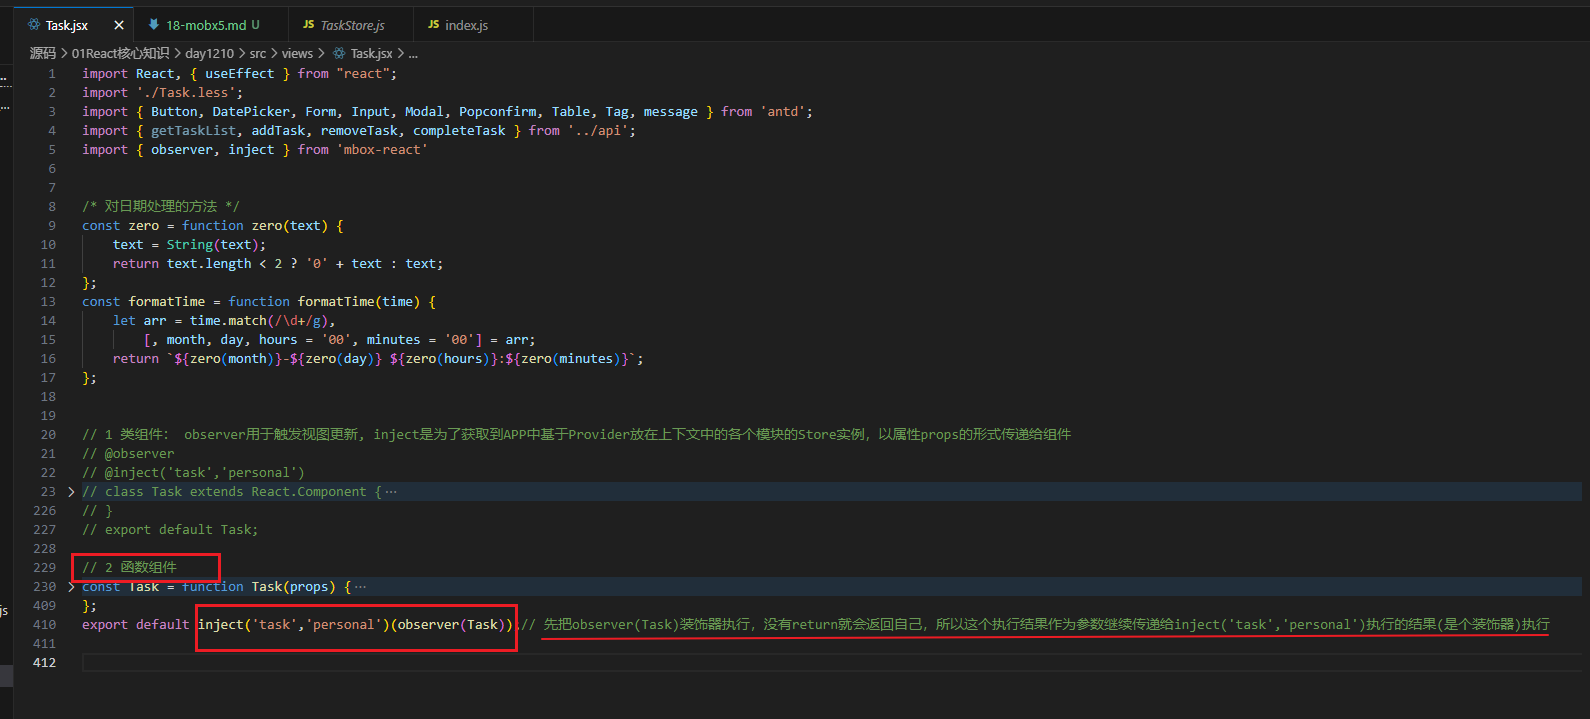 Task.jsx × 18-mobx5.md U JS TaskStore.js JS index.js
源码 > 01React核心知识 > day1210 > src > views > Task.jsx > ...
1 import React, { useEffect } from "react";
2 import './Task.less';
3 import { Button, DatePicker, Form, Input, Modal, Popconfirm, Table, Tag, message } from 'antd';
4 import { getTaskList, addTask, removeTask, completeTask } from '../api';
5 import { observer, inject } from 'mbox-react'
6
7
8 /* 对日期处理的方法 */
9 const zero = function zero(text) {
10 text = String(text);
11 return text.length < 2 ? '0' + text : text;
12 };
13 const formatTime = function formatTime(time) {
14 let arr = time.match(/\d+/g),
15 [, month, day, hours = '00', minutes = '00'] = arr;
16 return `${zero(month)}-${zero(day)} ${zero(hours)}:${zero(minutes)}`;
17 };
18
19
20 // 1 类组件： observer用于触发视图更新, inject是为了获取到APP中基于Provider放在上下文中的各个模块的Store实例，以属性props的形式传递给组件
21 // @observer
22 // @inject('task','personal')
23 // class Task extends React.Component {…
226 // }
227 // export default Task;
228
229 // 2 函数组件
230 const Task = function Task(props) {…
409 };
410 export default inject('task','personal')(observer(Task));// 先把observer(Task)装饰器执行，没有return就会返回自己，所以这个执行结果作为参数继续传递给inject('task','personal')执行的结果(是个装饰器)执行
411
412
js